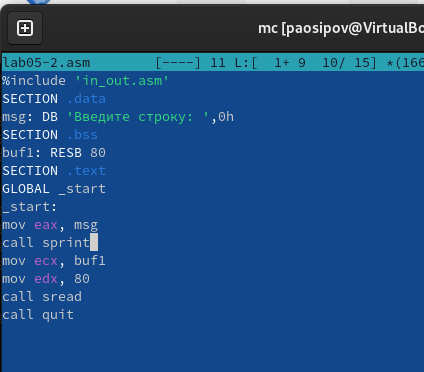 mc [paosipov@VirtualBo
lab05-2.asm [----] 11 L:[ 1+ 9 10/ 15] *(166
%include 'in_out.asm'
SECTION .data
msg: DB 'Введите строку: ',0h
SECTION .bss
buf1: RESB 80
SECTION .text
GLOBAL _start
_start:
mov eax, msg
call sprint
mov ecx, buf1
mov edx, 80
call sread
call quit